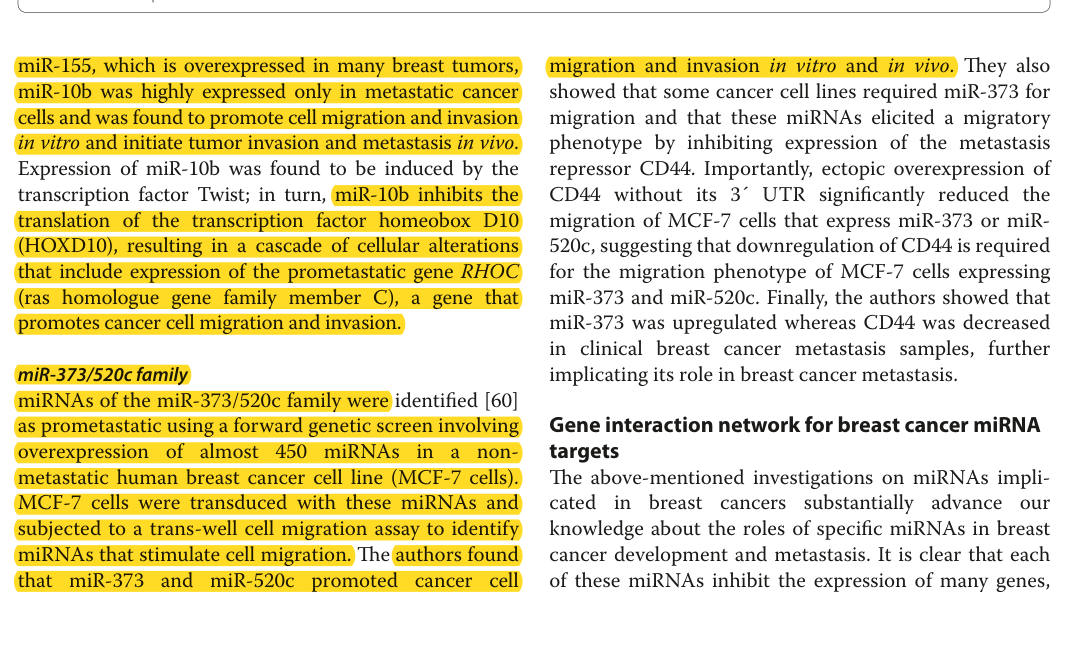 miR-155, which is overexpressed in many breast tumors,
miR-10b was highly expressed only in metastatic cancer
cells and was found to promote cell migration and invasion
in vitro and initiate tumor invasion and metastasis in vivo.
Expression of miR-10b was found to be induced by the
transcription factor Twist; in turn, miR-10b inhibits the
translation of the transcription factor homeobox D10
(HOXD10), resulting in a cascade of cellular alterations
that include expression of the prometastatic gene RHOC
(ras homologue gene family member C), a gene that
promotes cancer cell migration and invasion.
miR-373/520c family
miRNAs of the miR-373/520c family were identified [60]
as prometastatic using a forward genetic screen involving
overexpression of almost 450 miRNAs in a non-
metastatic human breast cancer cell line (MCF-7 cells).
MCF-7 cells were transduced with these miRNAs and
subjected to a trans-well cell migration assay to identify
miRNAs that stimulate cell migration. The authors found
that miR-373 and miR-520c promoted cancer cell
migration and invasion in vitro and in vivo. They also
showed that some cancer cell lines required miR-373 for
migration and that these miRNAs elicited a migratory
phenotype by inhibiting expression of the metastasis
repressor CD44. Importantly, ectopic overexpression of
CD44 without its 3´ UTR significantly reduced the
migration of MCF-7 cells that express miR-373 or miR-
520c, suggesting that downregulation of CD44 is required
for the migration phenotype of MCF-7 cells expressing
miR-373 and miR-520c. Finally, the authors showed that
miR-373 was upregulated whereas CD44 was decreased
in clinical breast cancer metastasis samples, further
implicating its role in breast cancer metastasis.
Gene interaction network for breast cancer miRNA
targets
The above-mentioned investigations on miRNAs impli-
cated in breast cancers substantially advance our
knowledge about the roles of specific miRNAs in breast
cancer development and metastasis. It is clear that each
of these miRNAs inhibit the expression of many genes,